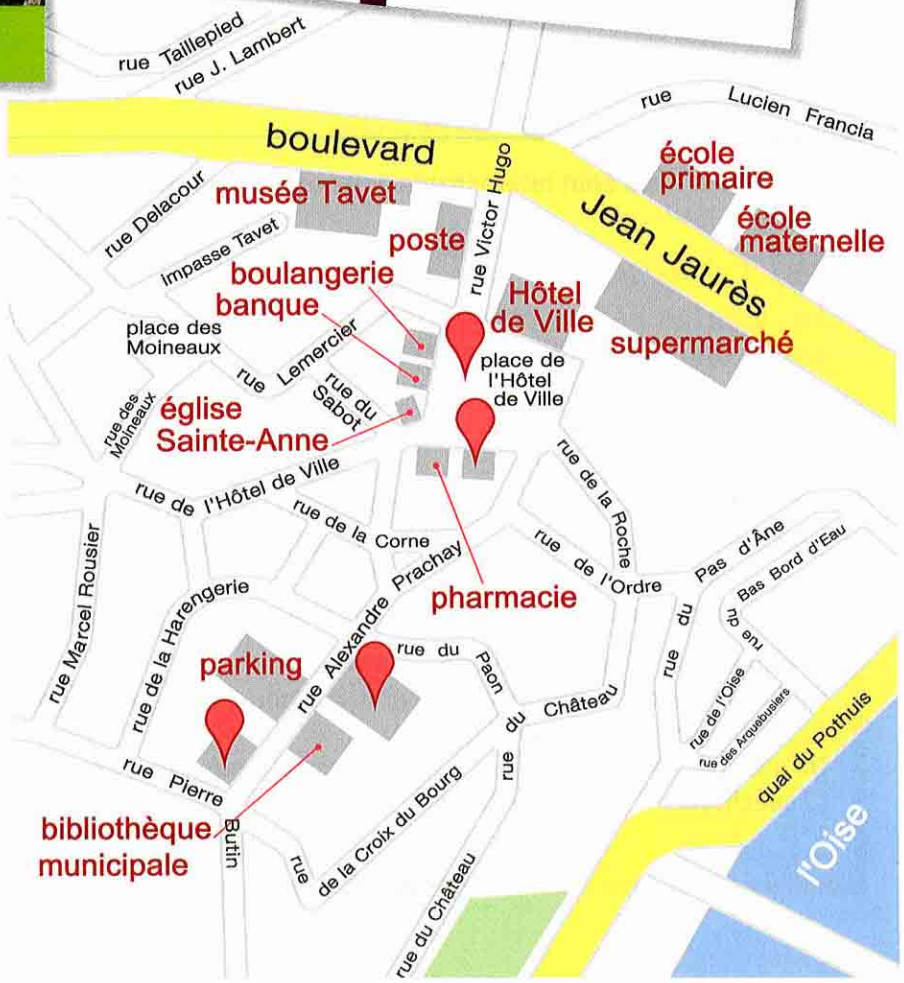 rue Taillepied
rue J. Lambert
rue Lucien Francia
boulevard
Jean Jaurès
école
primaire
école
maternelle
musée Tavet
rue Delacour
impasse Tavet
poste
rue Victor Hugo
boulangerie
banque
Hôtel
de Ville
supermarché
place des
Moineaux
rue Lemercier
place de
l'Hôtel
de Ville
rue du
Sabot
rue des
Moineaux
église
Sainte-Anne
rue de l'Hôtel de Ville
rue de la Roche
rue de la Corne
rue de l'Ordre
rue du Pas d'Âne
Bas Bord d'Eau
rue du
pharmacie
rue Marcel Rousier
rue de la Harengerie
rue Alexandre Prachay
parking
rue du Paon
rue du Château
rue de l'Oise
rue des Arquebusiers
quai du Pothuis
rue Pierre Butin
bibliothèque
municipale
rue de la Croix du Bourg
l'Oise
rue du Château